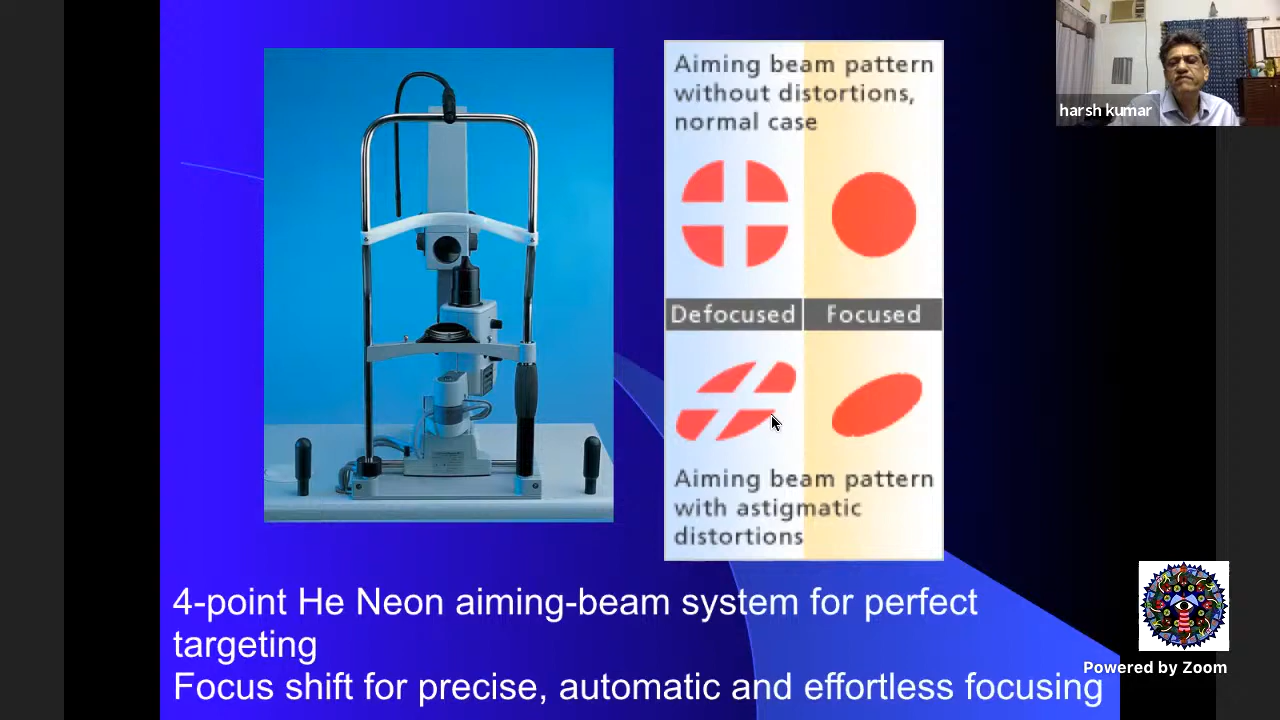 Aiming beam pattern
without distortions,
normal case
Defocused
Focused
Aiming beam pattern
with astigmatic
distortions
4-point He Neon aiming-beam system for perfect
targeting
Focus shift for precise, automatic and effortless focusing
harsh kumar
Powered by Zoom